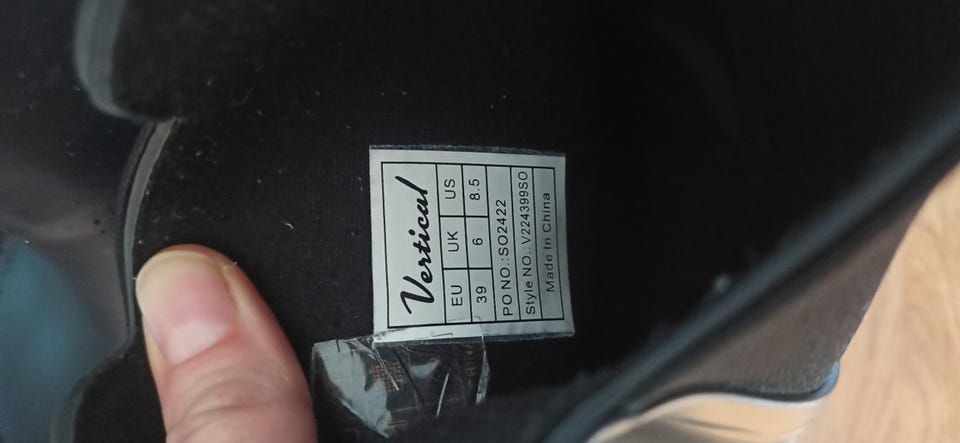 Vertical
EU UK US
39 6 8.5
PO NO.:SO2422
Style NO.:V224399SO
Made In China